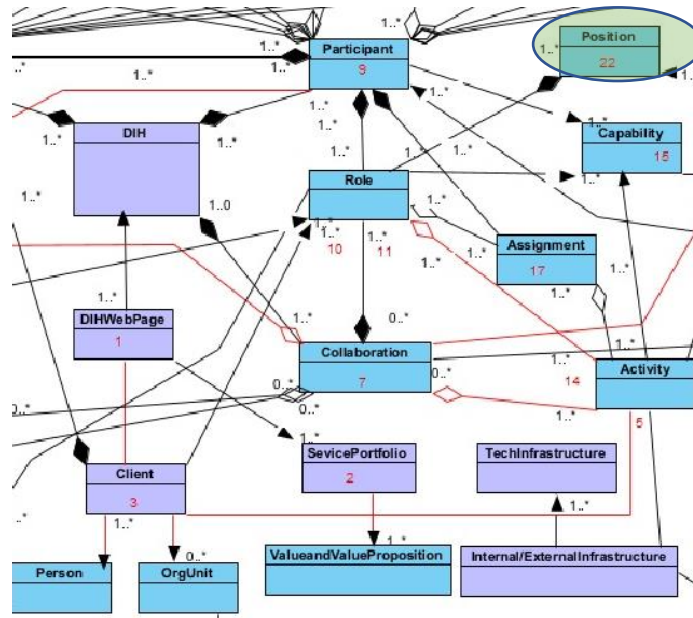 1..*
1..*
Participant
9
1..*
Position
22
1..*
1..*
1..*
1..*
1..*
DIH
1..*
1..*
1..*
1..*
Capability
15
1..*
1..*
Role
1..*
1..0
1..*
1..*
1..*
10
11
1..*
Assignment
17
1..*
1..*
DIHWebPage
1
1..*
0..*
Collaboration
7
1..*
0..*
14
Activity
0..*
0..*
0..*
1..*
5
1..*
Client
3
SevicePortfolio
2
TechInfrastructure
1..*
0..*
1..*
1..*
Person
OrgUnit
ValueandValueProposition
Internal/ExternalInfrastructure